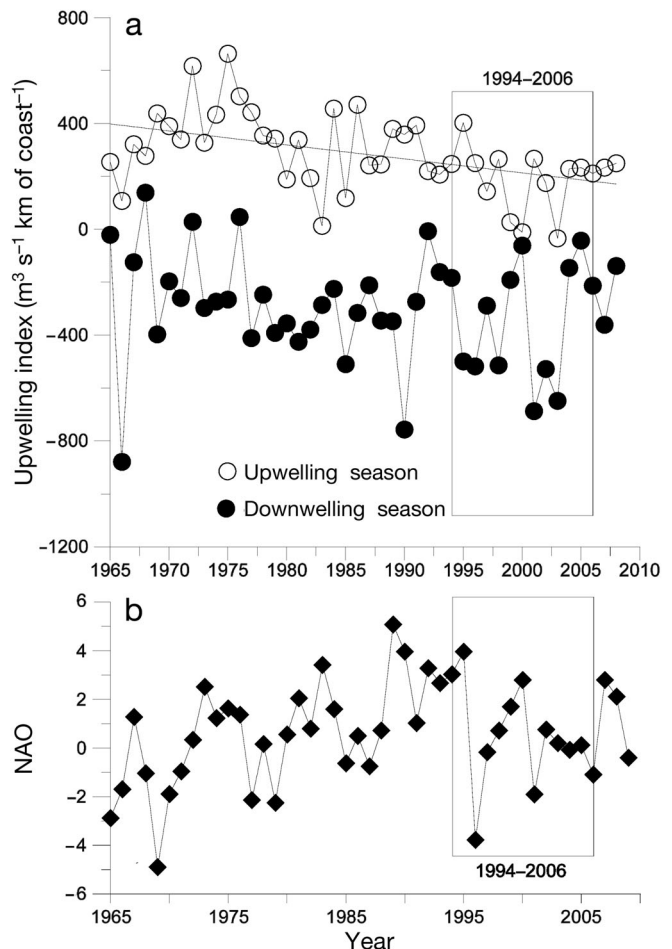 a
800
400
0
−400
−800
−1200
Upwelling index (m³ s⁻¹ km of coast⁻¹)
1994–2006
Upwelling season
Downwelling season
1965 1970 1975 1980 1985 1990 1995 2000 2005 2010
b
6
4
2
0
−2
−4
−6
NAO
1994–2006
1965 1975 1985 1995 2005
Year